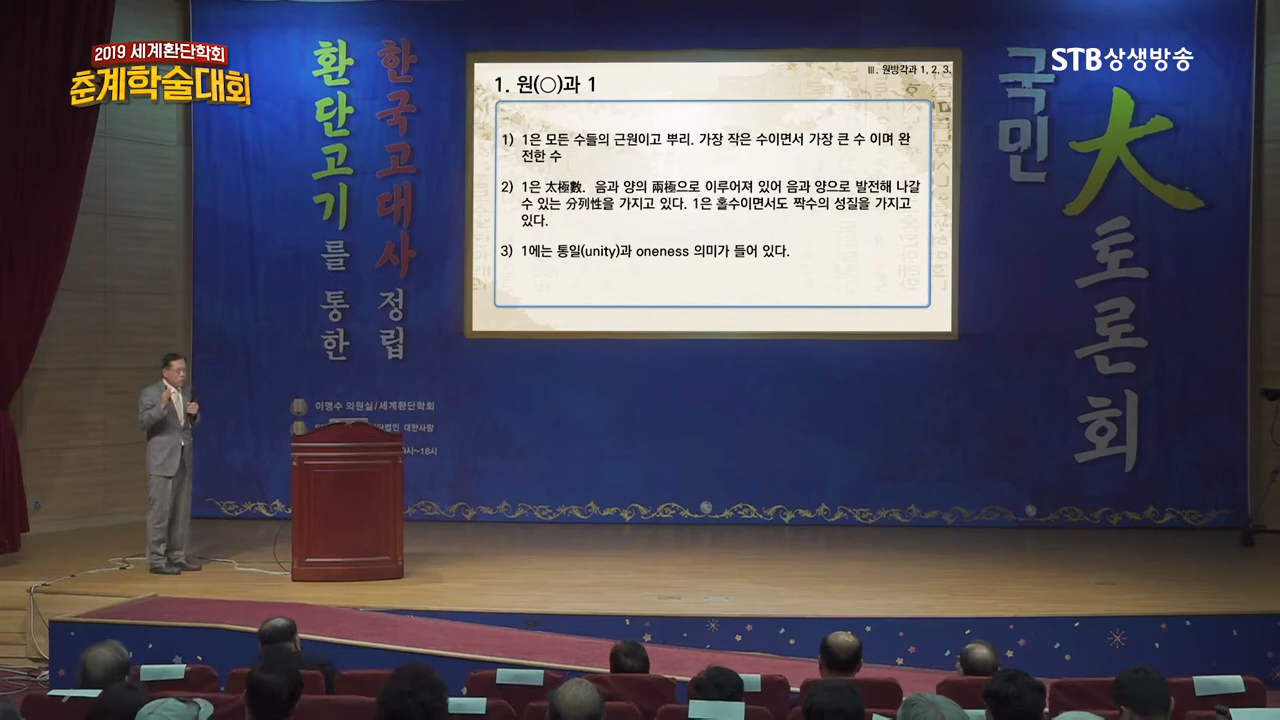 2019 세계환단학회
춘계학술대회
STB상생방송
한국고대사 정립
환단고기를 통한
국민
大
토론회
Ⅲ. 원방각과 1, 2, 3.
1. 원(○)과 1
1) 1은 모든 수들의 근원이고 뿌리. 가장 작은 수이면서 가장 큰 수 이며 완
전한 수
2) 1은 太極數. 음과 양의 兩極으로 이루어져 있어 음과 양으로 발전해 나갈
수 있는 分列性을 가지고 있다. 1은 홀수이면서도 짝수의 성질을 가지고
있다.
3) 1에는 통일(unity)과 oneness 의미가 들어 있다.
이명수 의원실/세계환단학회
대한사랑
~18시